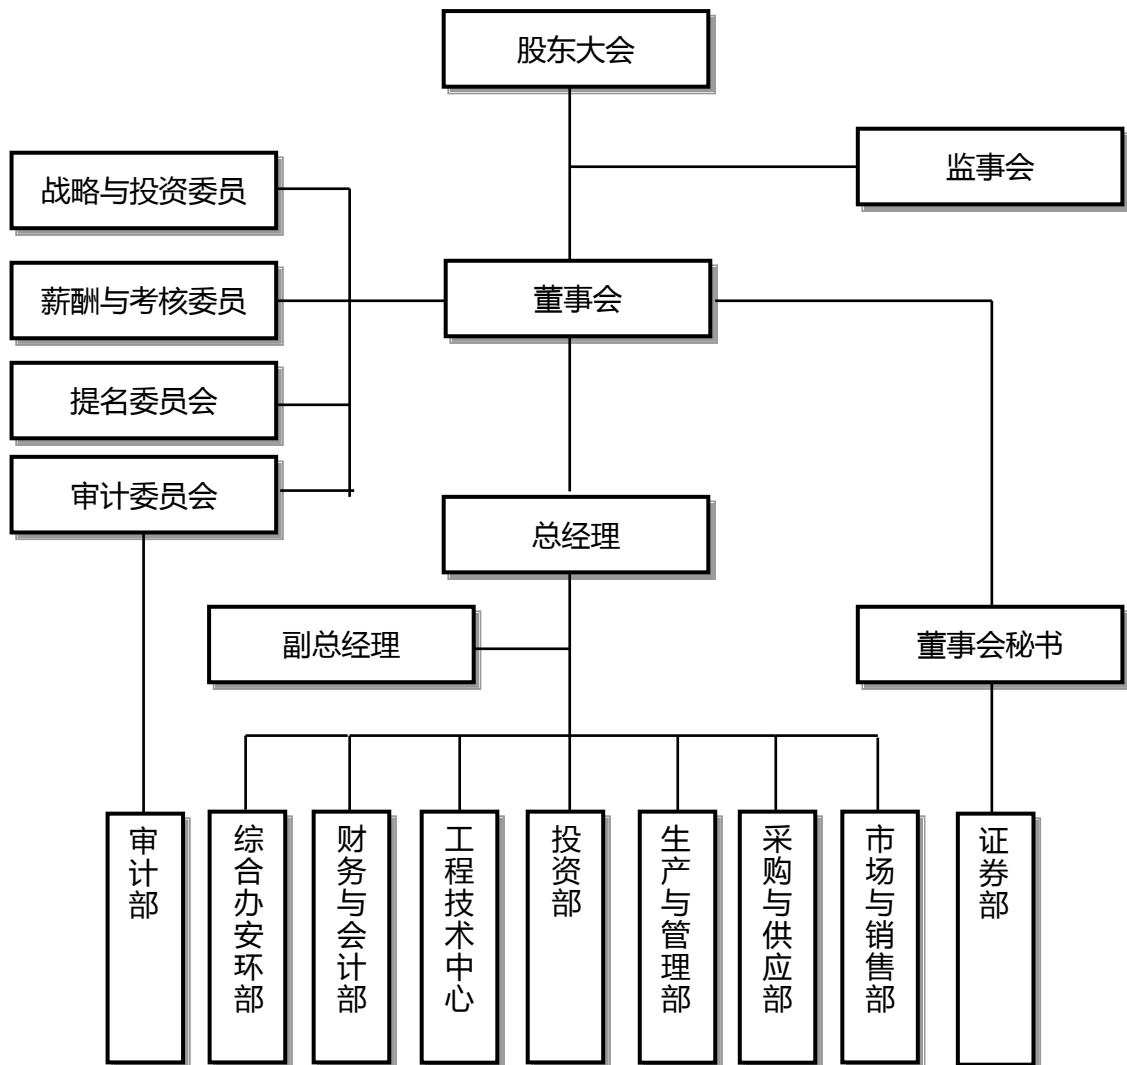 股东大会
监事会
战略与投资委员
薪酬与考核委员
董事会
提名委员会
审计委员会
总经理
副总经理
董事会秘书
审计部
综合办安环部
财务与会计部
工程技术中心
投资部
生产与管理部
采购与供应部
市场与销售部
证券部